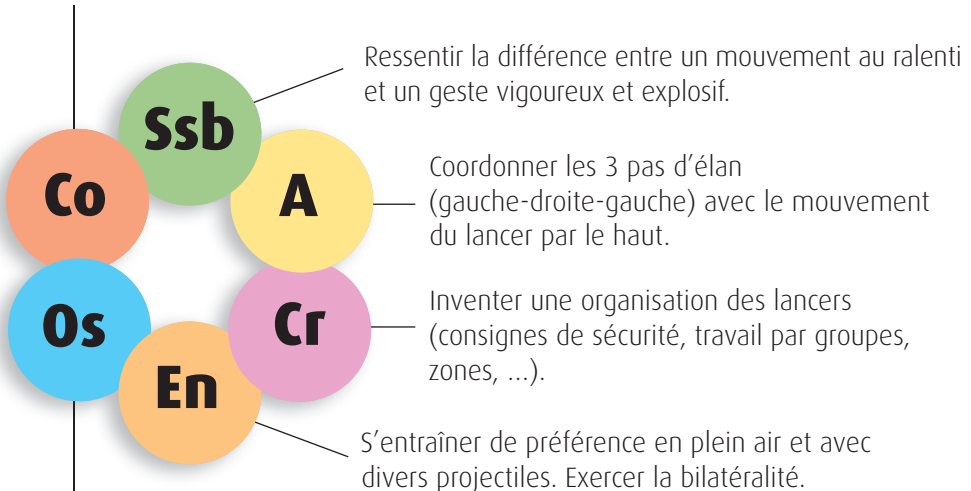 Ressentir la différence entre un mouvement au ralenti
et un geste vigoureux et explosif.
Ssb
Co
A
Coordonner les 3 pas d’élan
(gauche-droite-gauche) avec le mouvement
du lancer par le haut.
Os
Cr
Inventer une organisation des lancers
(consignes de sécurité, travail par groupes,
zones, ...).
En
S’entraîner de préférence en plein air et avec
divers projectiles. Exercer la bilatéralité.